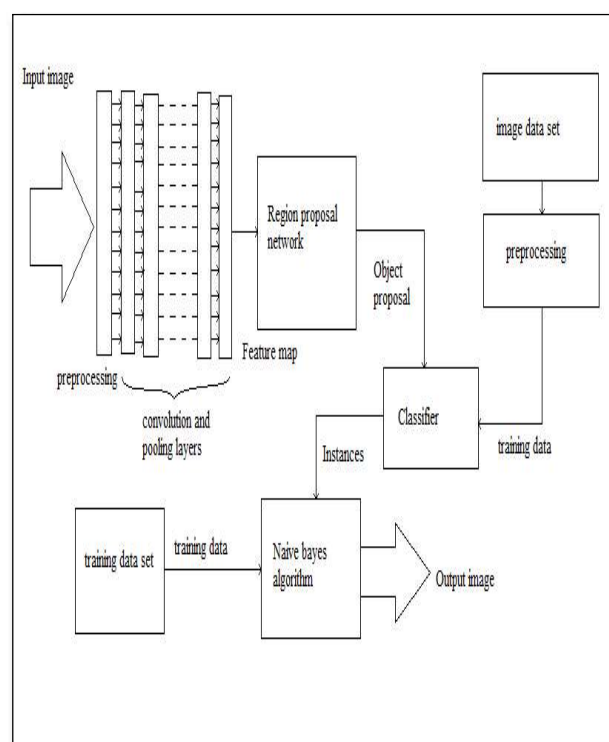 Input image
image data set
Region proposal
network
preprocessing
Object
proposal
Feature map
preprocessing
convolution and
pooling layers
Classifier
training data
Instances
training data set
training data
Naive bayes
algorithm
Output image